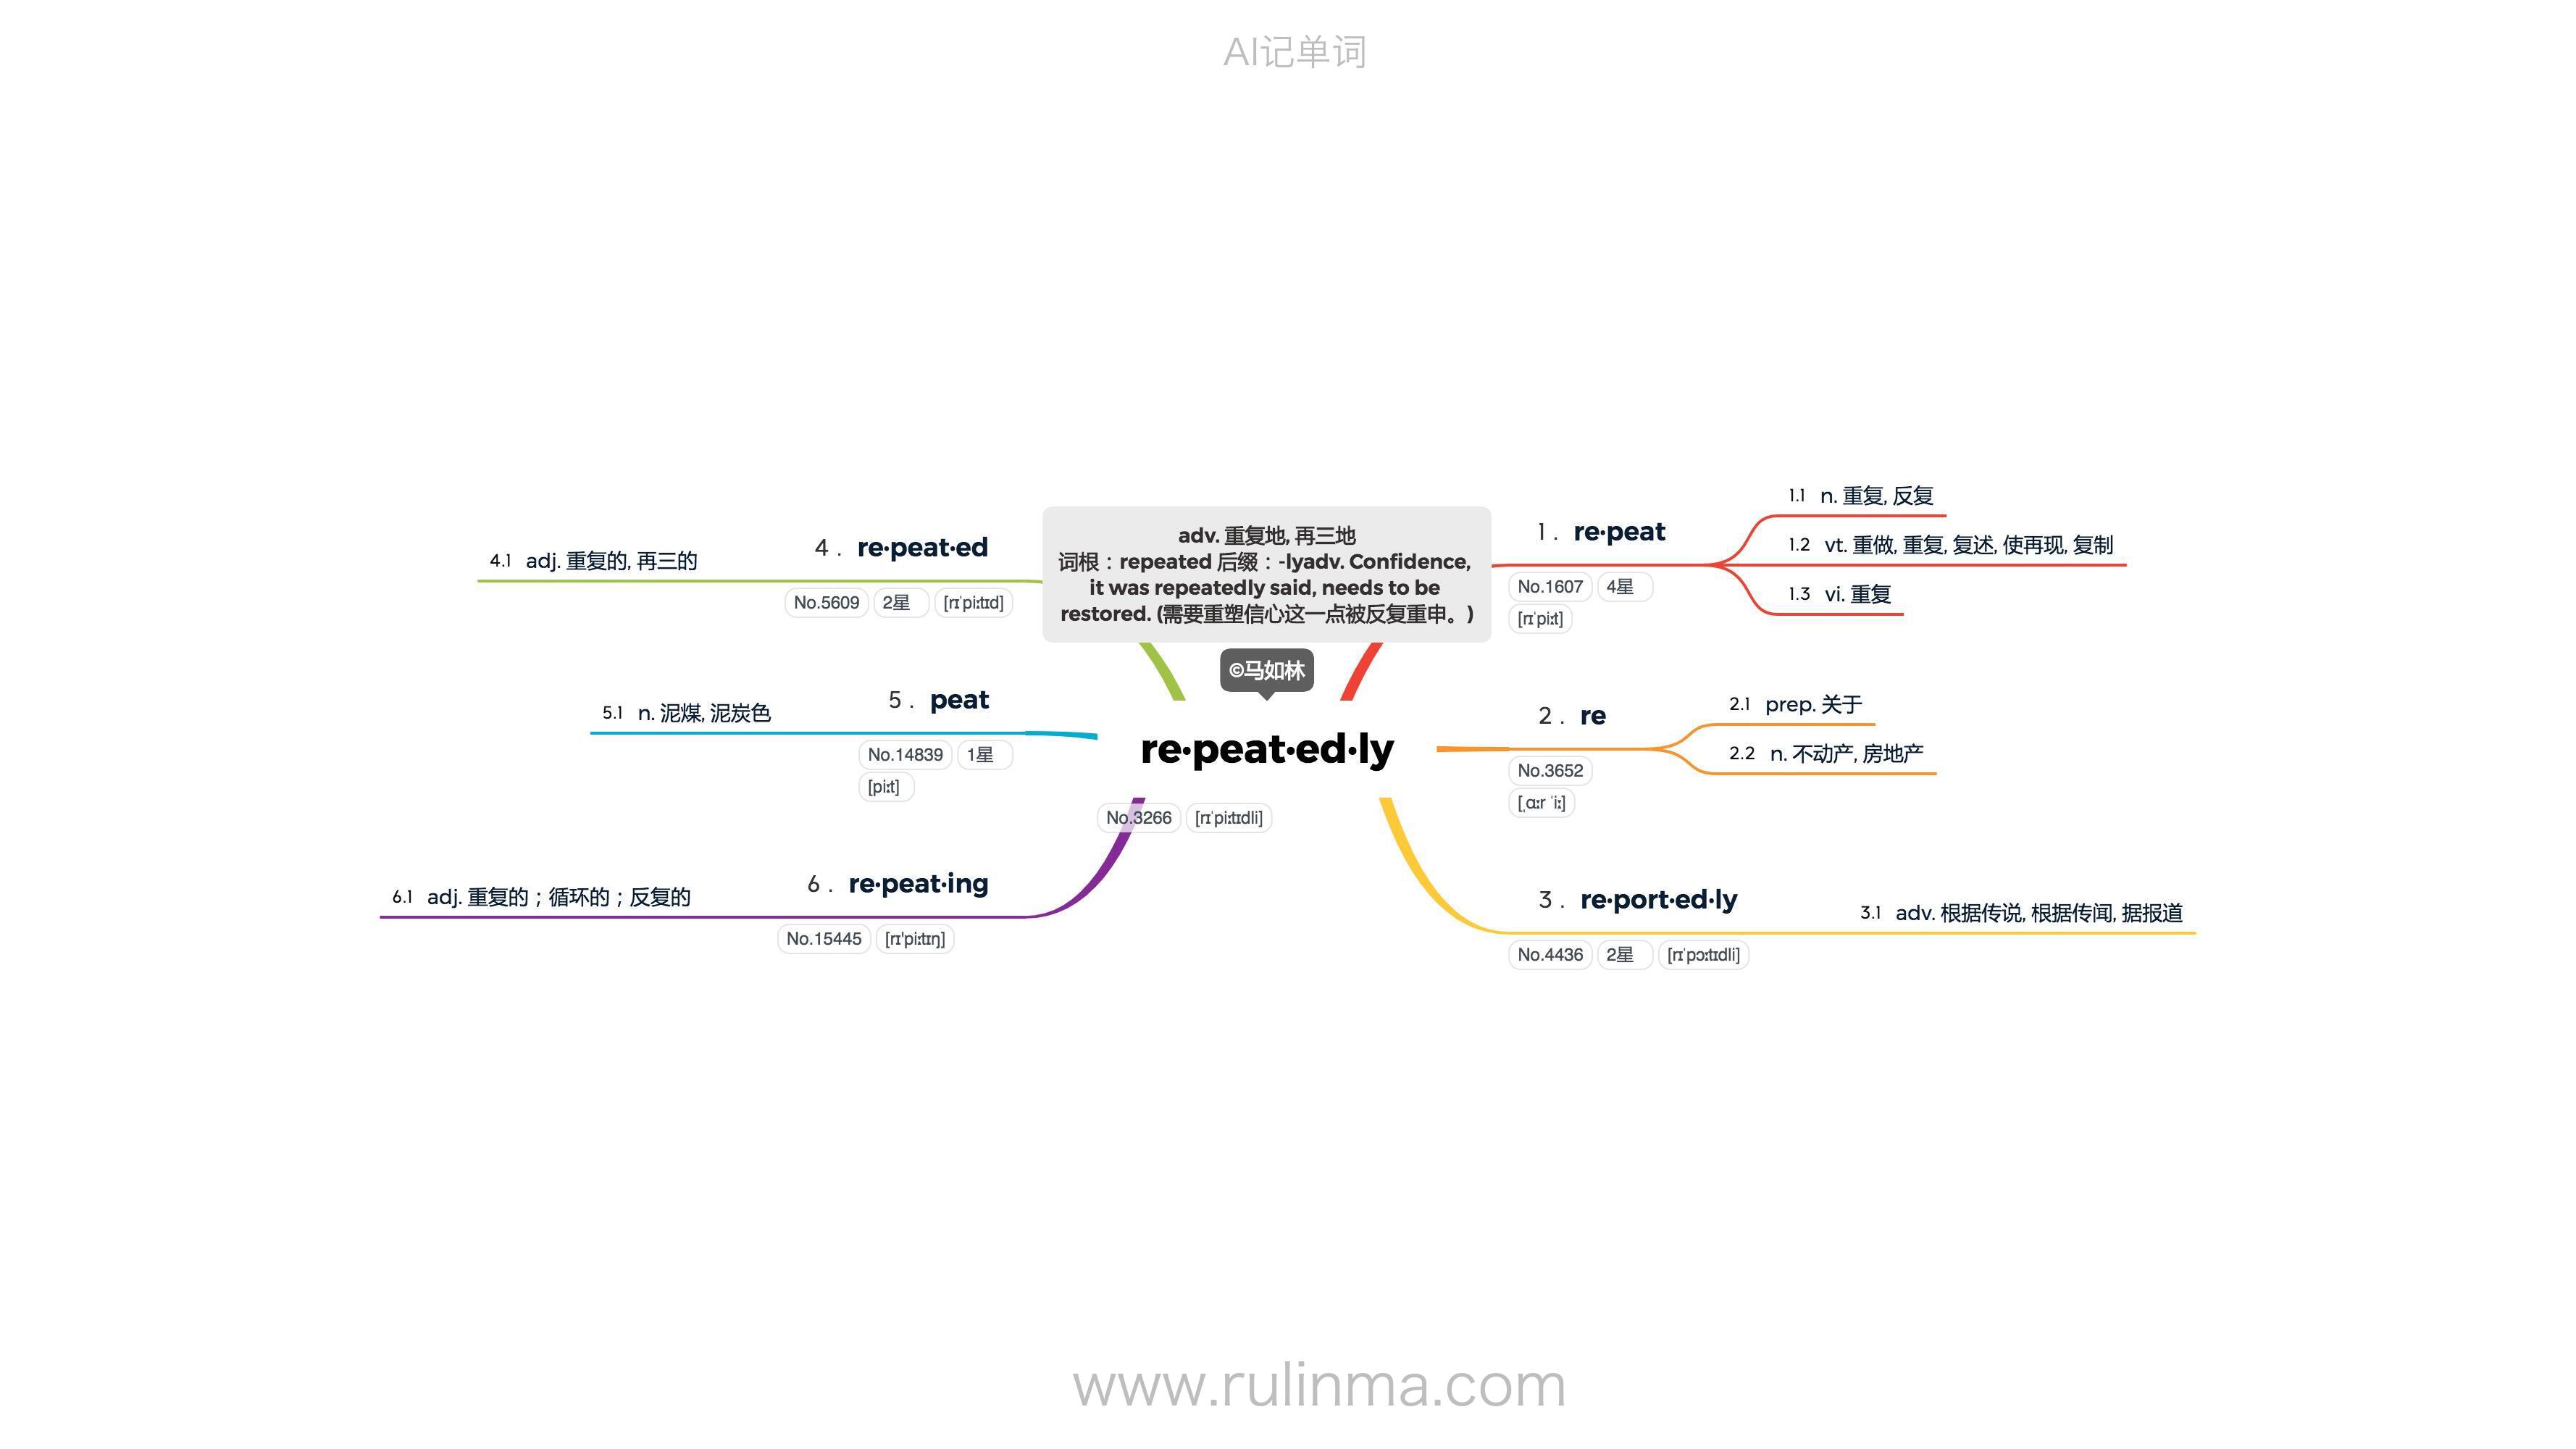 AI记单词
adv. 重复地, 再三地
词根：repeated 后缀：-lyadv. Confidence,
it was repeatedly said, needs to be
restored. (需要重塑信心这一点被反复重申。)
©马如林
re·peat·ed·ly
No.3266 [rɪˈpiːtɪdli]
1. re·peat
No.1607 4星
[rɪˈpiːt]
1.1 n. 重复, 反复
1.2 vt. 重做, 重复, 复述, 使再现, 复制
1.3 vi. 重复
2. re
No.3652
[ˌɑːr ˈiː]
2.1 prep. 关于
2.2 n. 不动产, 房地产
3. re·port·ed·ly
No.4436 2星 [rɪˈpɔːtɪdli]
3.1 adv. 根据传说, 根据传闻, 据报道
4. re·peat·ed
No.5609 2星 [rɪˈpiːtɪd]
4.1 adj. 重复的, 再三的
5. peat
No.14839 1星
[piːt]
5.1 n. 泥煤, 泥炭色
6. re·peat·ing
No.15445 [rɪ'piːtɪŋ]
6.1 adj. 重复的；循环的；反复的
www.rulinma.com